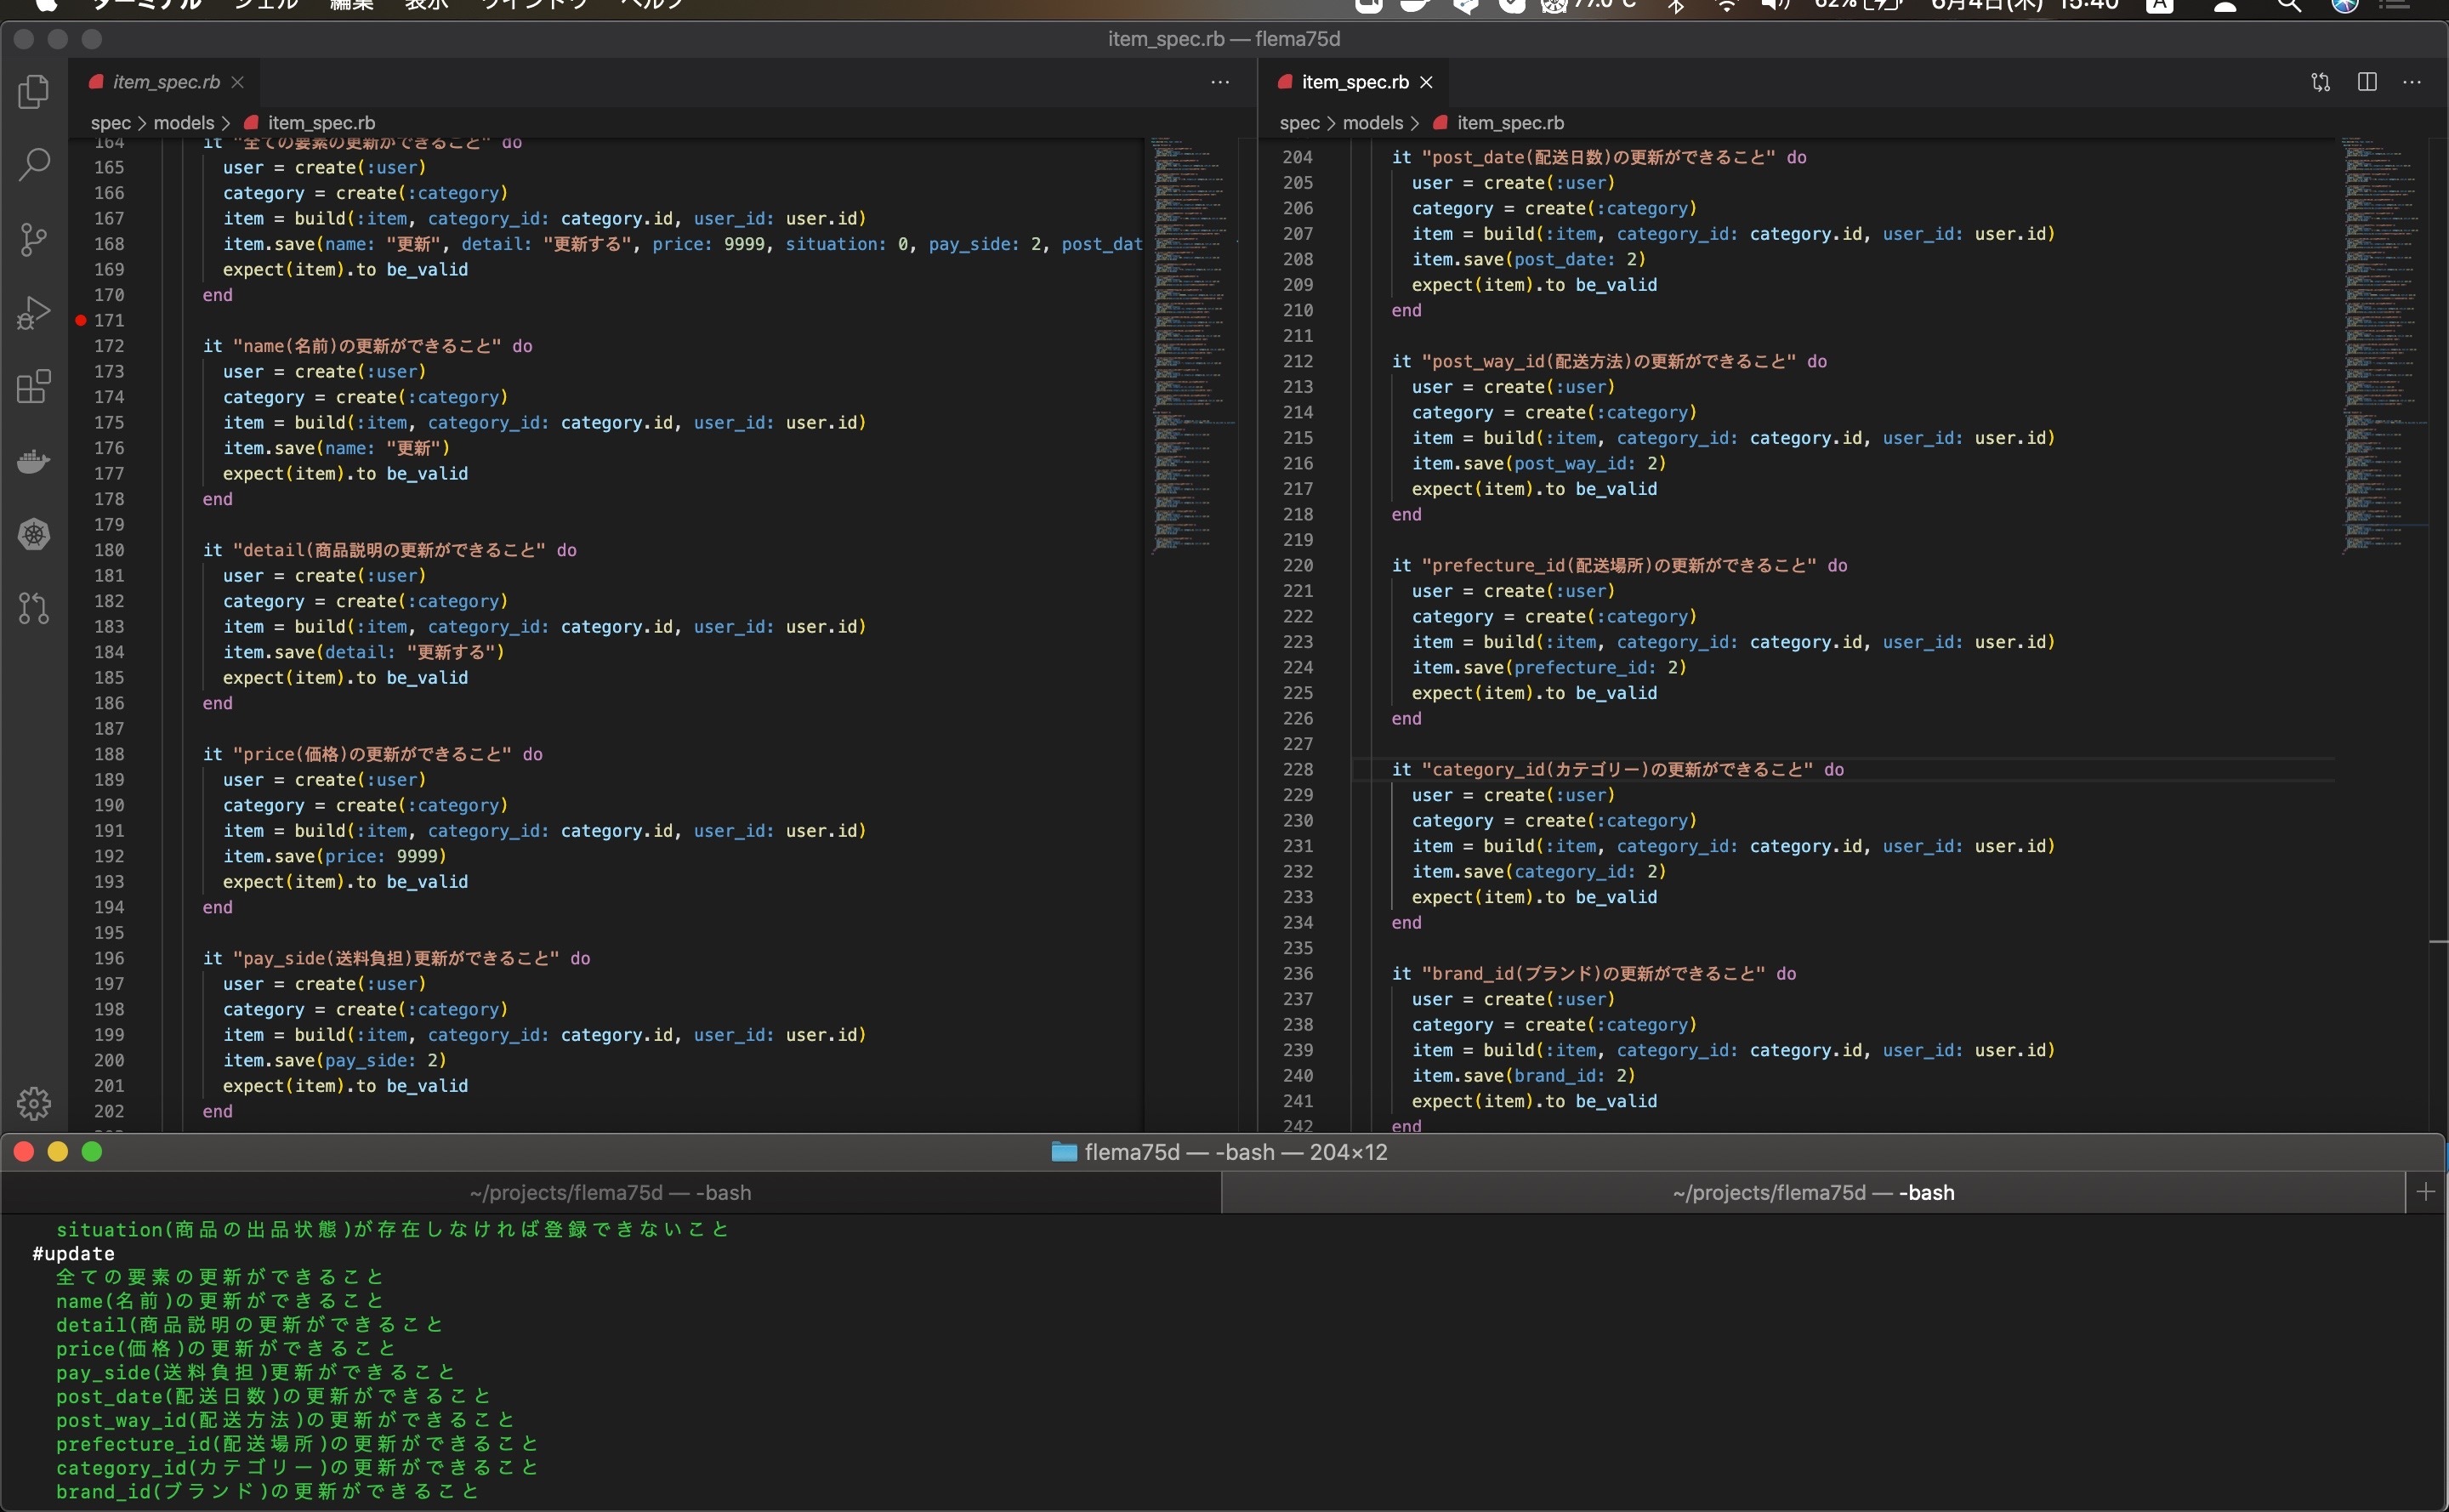 ターミナル シェル 編集 表示 ウインドウ ヘルプ 77.0°C 62% 6月4日(木) 15:40 A
item_spec.rb — flema75d
item_spec.rb
spec > models > item_spec.rb
164 it "全ての要素の更新ができること" do
165 user = create(:user)
166 category = create(:category)
167 item = build(:item, category_id: category.id, user_id: user.id)
168 item.save(name: "更新", detail: "更新する", price: 9999, situation: 0, pay_side: 2, post_dat
169 expect(item).to be_valid
170 end
171
172 it "name(名前)の更新ができること" do
173 user = create(:user)
174 category = create(:category)
175 item = build(:item, category_id: category.id, user_id: user.id)
176 item.save(name: "更新")
177 expect(item).to be_valid
178 end
179
180 it "detail(商品説明の更新ができること" do
181 user = create(:user)
182 category = create(:category)
183 item = build(:item, category_id: category.id, user_id: user.id)
184 item.save(detail: "更新する")
185 expect(item).to be_valid
186 end
187
188 it "price(価格)の更新ができること" do
189 user = create(:user)
190 category = create(:category)
191 item = build(:item, category_id: category.id, user_id: user.id)
192 item.save(price: 9999)
193 expect(item).to be_valid
194 end
195
196 it "pay_side(送料負担)更新ができること" do
197 user = create(:user)
198 category = create(:category)
199 item = build(:item, category_id: category.id, user_id: user.id)
200 item.save(pay_side: 2)
201 expect(item).to be_valid
202 end
item_spec.rb
spec > models > item_spec.rb
204 it "post_date(配送日数)の更新ができること" do
205 user = create(:user)
206 category = create(:category)
207 item = build(:item, category_id: category.id, user_id: user.id)
208 item.save(post_date: 2)
209 expect(item).to be_valid
210 end
211
212 it "post_way_id(配送方法)の更新ができること" do
213 user = create(:user)
214 category = create(:category)
215 item = build(:item, category_id: category.id, user_id: user.id)
216 item.save(post_way_id: 2)
217 expect(item).to be_valid
218 end
219
220 it "prefecture_id(配送場所)の更新ができること" do
221 user = create(:user)
222 category = create(:category)
223 item = build(:item, category_id: category.id, user_id: user.id)
224 item.save(prefecture_id: 2)
225 expect(item).to be_valid
226 end
227
228 it "category_id(カテゴリー)の更新ができること" do
229 user = create(:user)
230 category = create(:category)
231 item = build(:item, category_id: category.id, user_id: user.id)
232 item.save(category_id: 2)
233 expect(item).to be_valid
234 end
235
236 it "brand_id(ブランド)の更新ができること" do
237 user = create(:user)
238 category = create(:category)
239 item = build(:item, category_id: category.id, user_id: user.id)
240 item.save(brand_id: 2)
241 expect(item).to be_valid
242 end
flema75d — -bash — 204×12
~/projects/flema75d — -bash
~/projects/flema75d — -bash
situation(商品の出品状態)が存在しなければ登録できないこと
#update
全ての要素の更新ができること
name(名前)の更新ができること
detail(商品説明の更新ができること
price(価格)の更新ができること
pay_side(送料負担)更新ができること
post_date(配送日数)の更新ができること
post_way_id(配送方法)の更新ができること
prefecture_id(配送場所)の更新ができること
category_id(カテゴリー)の更新ができること
brand_id(ブランド)の更新ができること